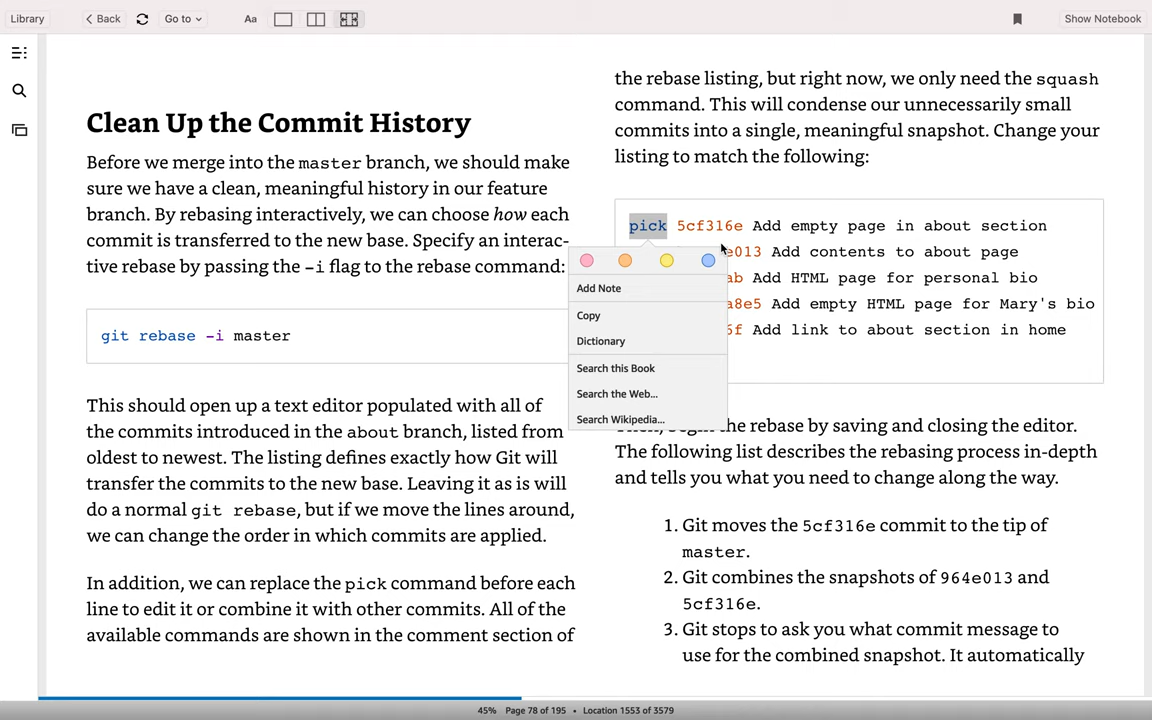 Library
Back
Go to
Aa
Show Notebook
Clean Up the Commit History
Before we merge into the master branch, we should make
sure we have a clean, meaningful history in our feature
branch. By rebasing interactively, we can choose how each
commit is transferred to the new base. Specify an interac-
tive rebase by passing the -i flag to the rebase command:
git rebase -i master
This should open up a text editor populated with all of
the commits introduced in the about branch, listed from
oldest to newest. The listing defines exactly how Git will
transfer the commits to the new base. Leaving it as is will
do a normal git rebase, but if we move the lines around,
we can change the order in which commits are applied.
In addition, we can replace the pick command before each
line to edit it or combine it with other commits. All of the
available commands are shown in the comment section of
the rebase listing, but right now, we only need the squash
command. This will condense our unnecessarily small
commits into a single, meaningful snapshot. Change your
listing to match the following:
pick 5cf316e Add empty page in about section
e013 Add contents to about page
ab Add HTML page for personal bio
a8e5 Add empty HTML page for Mary's bio
6f Add link to about section in home
Add Note
Copy
Dictionary
Search this Book
Search the Web...
Search Wikipedia...
the rebase by saving and closing the editor.
The following list describes the rebasing process in-depth
and tells you what you need to change along the way.
1. Git moves the 5cf316e commit to the tip of
master.
2. Git combines the snapshots of 964e013 and
5cf316e.
3. Git stops to ask you what commit message to
use for the combined snapshot. It automatically
45% Page 78 of 195 • Location 1553 of 3579